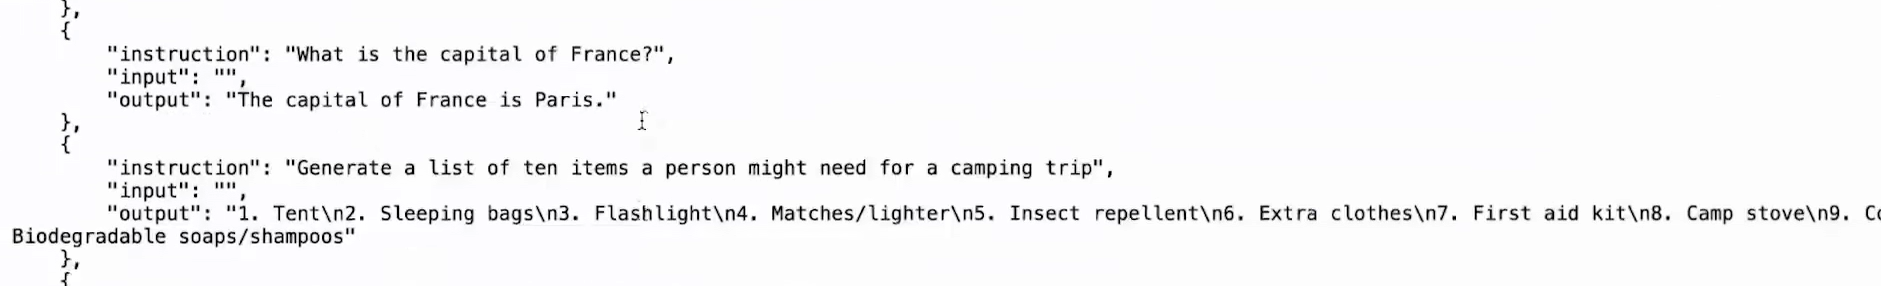 },
{
"instruction": "What is the capital of France?",
"input": "",
"output": "The capital of France is Paris."
},
{
"instruction": "Generate a list of ten items a person might need for a camping trip",
"input": "",
"output": "1. Tent\n2. Sleeping bags\n3. Flashlight\n4. Matches/lighter\n5. Insect repellent\n6. Extra clothes\n7. First aid kit\n8. Camp stove\n9.
Biodegradable soaps/shampoos"
},
{